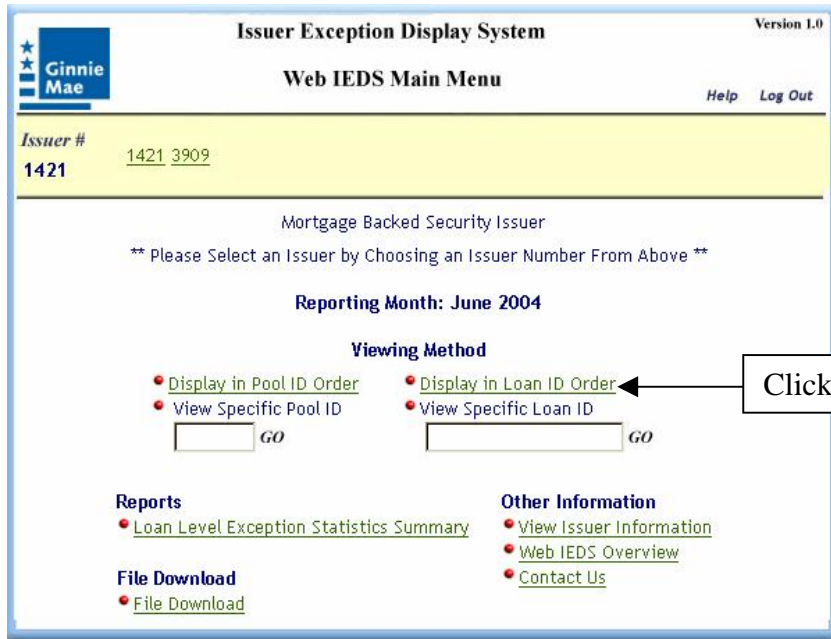 Issuer Exception Display System
Version 1.0
Ginnie
Mae
Web IEDS Main Menu
Help Log Out
Issuer #
1421
1421 3909
Mortgage Backed Security Issuer
** Please Select an Issuer by Choosing an Issuer Number From Above **
Reporting Month: June 2004
Viewing Method
Display in Pool ID Order Display in Loan ID Order
Click
View Specific Pool ID View Specific Loan ID
GO GO
Reports
Loan Level Exception Statistics Summary
File Download
File Download
Other Information
View Issuer Information
Web IEDS Overview
Contact Us